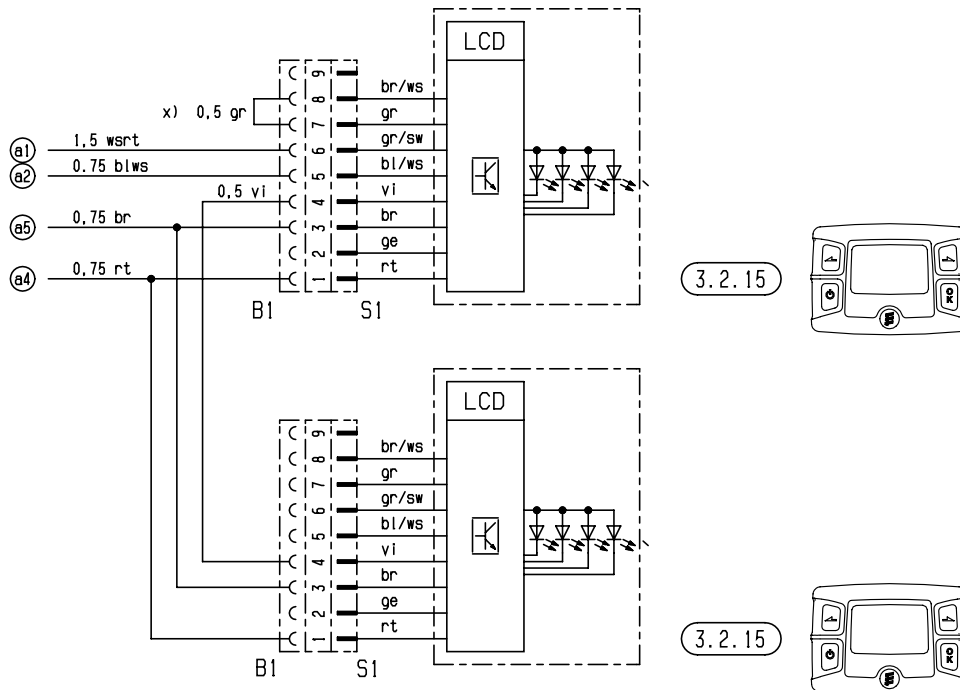 LCD
9
8
7
6
5
4
3
2
1
br/ws
gr
gr/sw
bl/ws
vi
br
ge
rt
x) 0,5 gr
a1 1,5 wsrt
a2 0.75 blws
0,5 vi
a5 0,75 br
a4 0,75 rt
B1 S1
3.2.15
OK
LCD
9
8
7
6
5
4
3
2
1
br/ws
gr
gr/sw
bl/ws
vi
br
ge
rt
B1 S1
3.2.15
OK